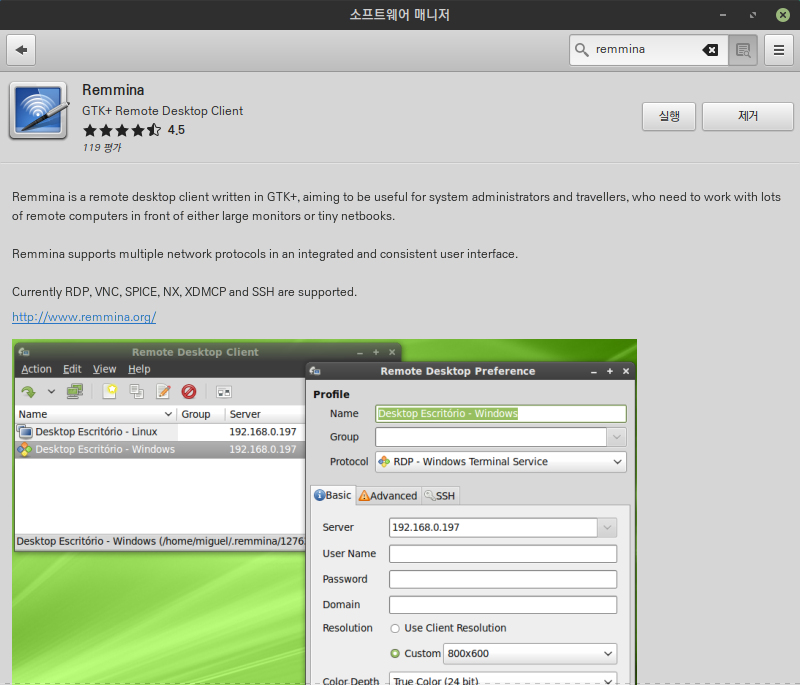 소프트웨어 매니저
remmina
Remmina
GTK+ Remote Desktop Client
4.5
119 평가
실행
제거
Remmina is a remote desktop client written in GTK+, aiming to be useful for system administrators and travellers, who need to work with lots
of remote computers in front of either large monitors or tiny netbooks.
Remmina supports multiple network protocols in an integrated and consistent user interface.
Currently RDP, VNC, SPICE, NX, XDMCP and SSH are supported.
http://www.remmina.org/
Remote Desktop Client
Action Edit View Help
Name Group Server
Desktop Escritório - Linux 192.168.0.197
Desktop Escritório - Windows 192.168.0.197
Desktop Escritório - Windows (/home/miguel/.remmina/1276
Remote Desktop Preference
Profile
Name Desktop Escritório - Windows
Group
Protocol RDP - Windows Terminal Service
Basic Advanced SSH
Server 192.168.0.197
User Name
Password
Domain
Resolution Use Client Resolution
Custom 800x600
Color Depth True Color (24 bit)